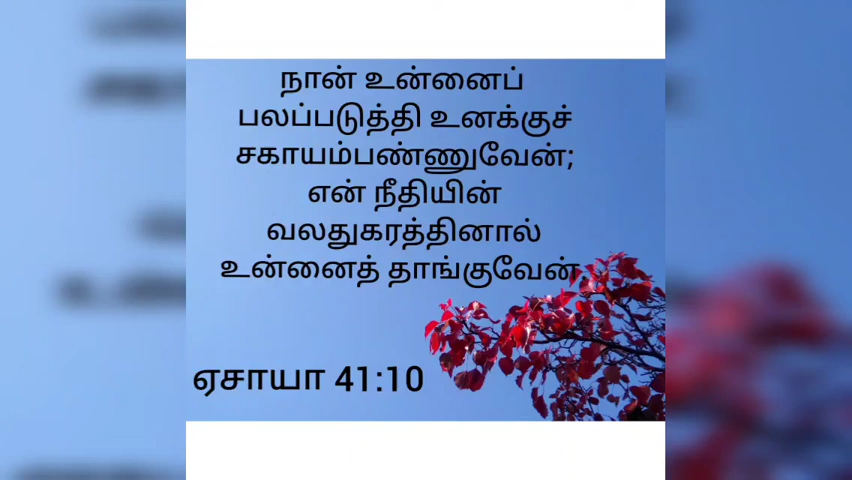 நான் உன்னைப்
பலப்படுத்தி உனக்குச்
சகாயம்பண்ணுவேன்;
என் நீதியின்
வலதுகரத்தினால்
உன்னைத் தாங்குவேன்
ஏசாயா 41:10